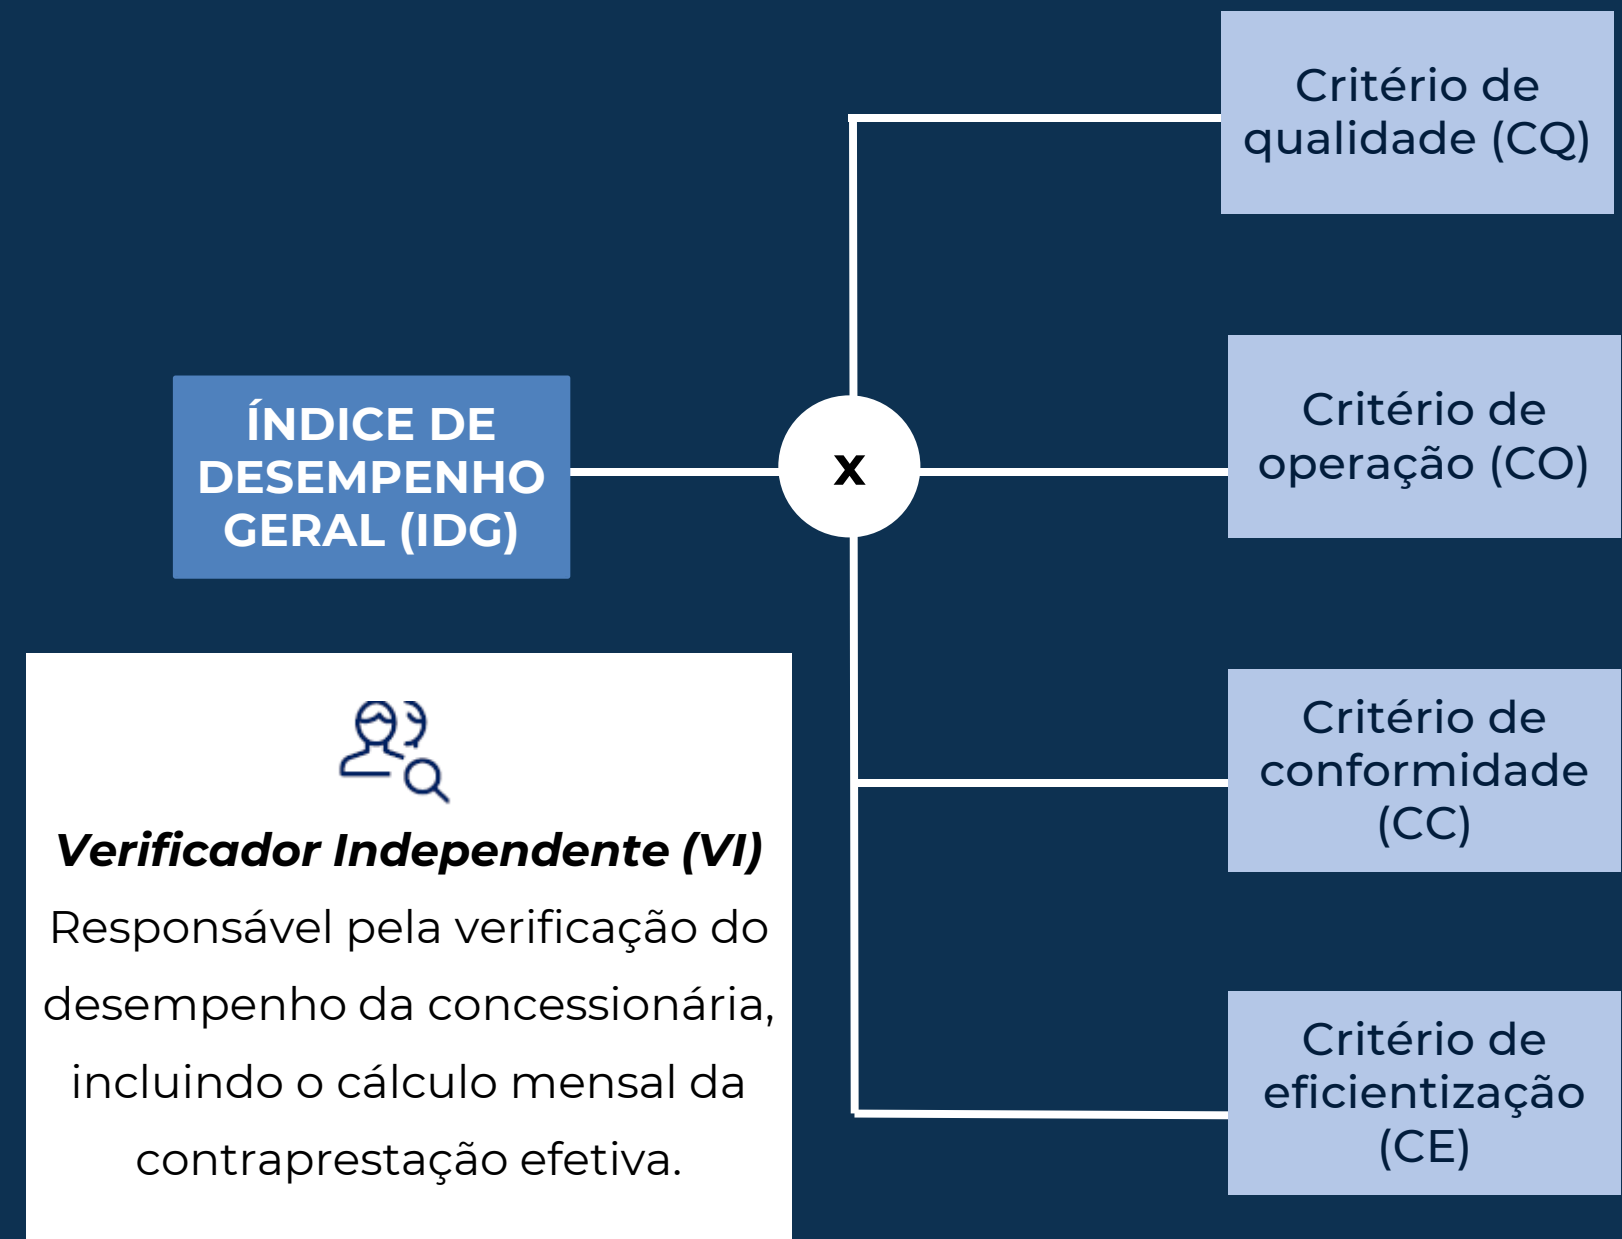 Critério de
qualidade (CQ)
ÍNDICE DE
DESEMPENHO
GERAL (IDG)
x
Critério de
operação (CO)
Critério de
conformidade
(CC)
Critério de
eficientização
(CE)
Verificador Independente (VI)
Responsável pela verificação do
desempenho da concessionária,
incluindo o cálculo mensal da
contraprestação efetiva.